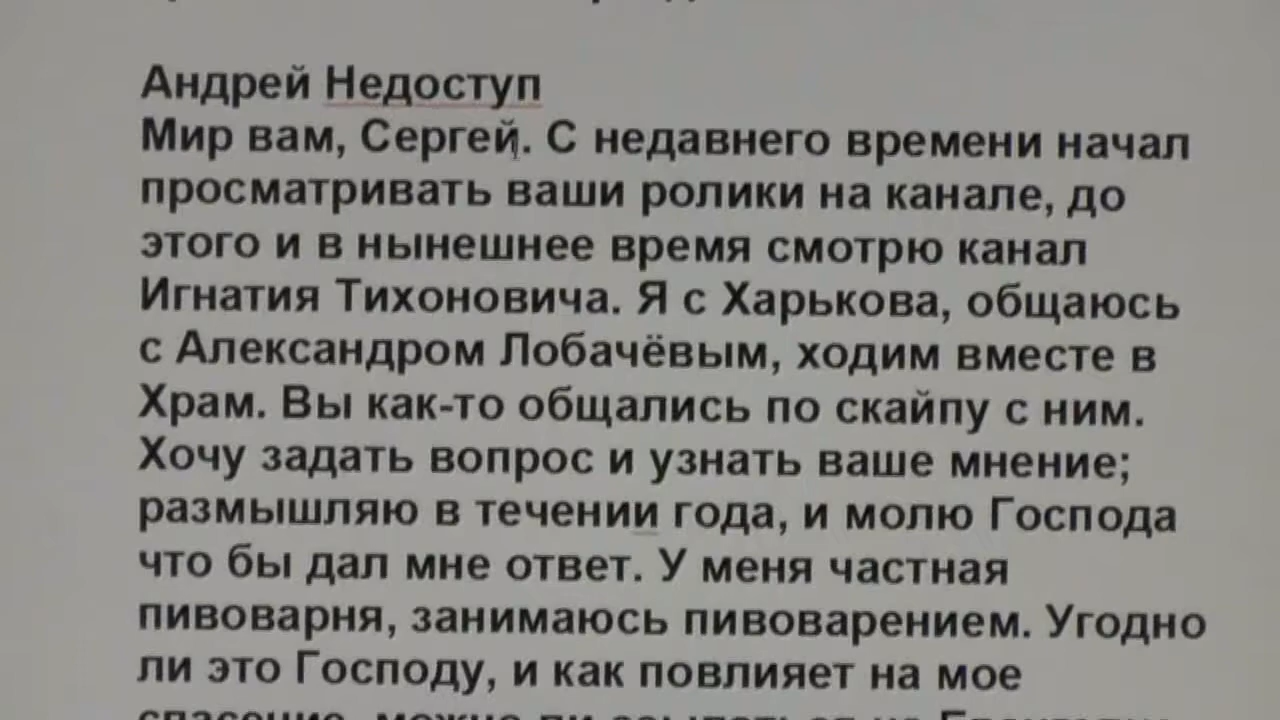 Андрей Недоступ
Мир вам, Сергей. С недавнего времени начал
просматривать ваши ролики на канале, до
этого и в нынешнее время смотрю канал
Игнатия Тихоновича. Я с Харькова, общаюсь
с Александром Лобачёвым, ходим вместе в
Храм. Вы как-то общались по скайпу с ним.
Хочу задать вопрос и узнать ваше мнение;
размышляю в течении года, и молю Господа
что бы дал мне ответ. У меня частная
пивоварня, занимаюсь пивоварением. Угодно
ли это Господу, и как повлияет на мое